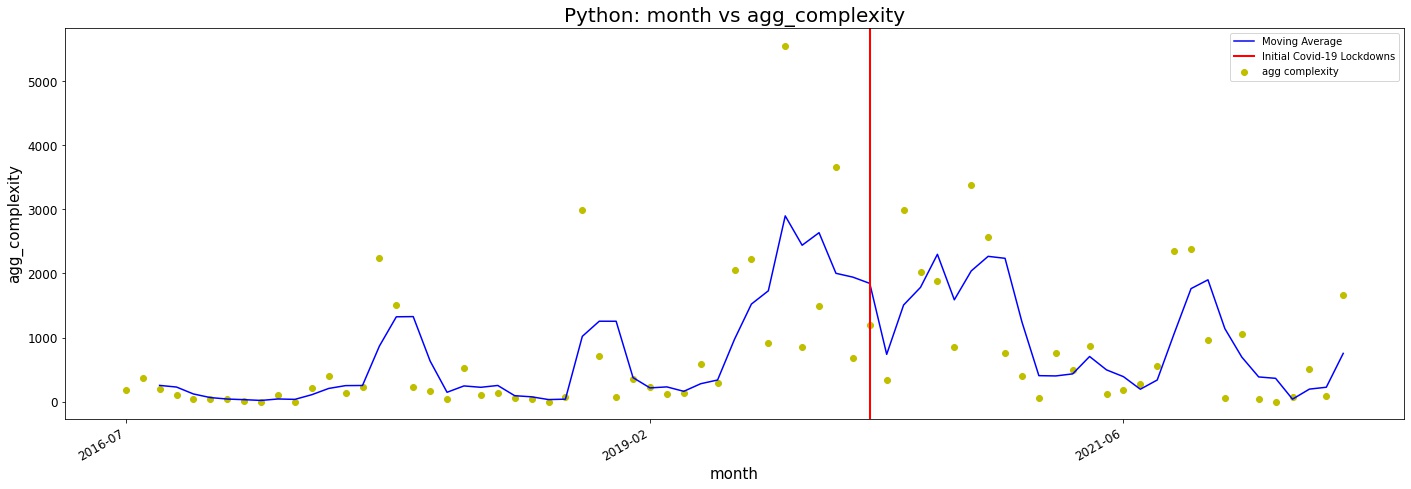 Python: month vs agg_complexity
Moving Average
Initial Covid-19 Lockdowns
agg complexity
agg_complexity
5000
4000
3000
2000
1000
0
2016-07
2019-02
2021-06
month